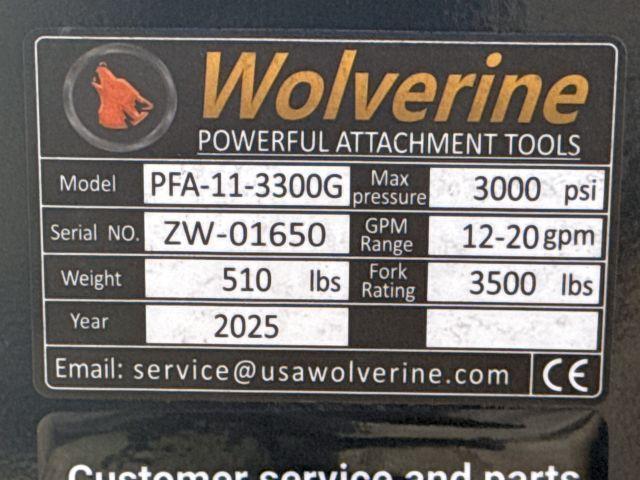 Wolverine
POWERFUL ATTACHMENT TOOLS
Model PFA-11-3300G Max pressure 3000 psi
Serial NO. ZW-01650 GPM Range 12-20 gpm
Weight 510 lbs Fork Rating 3500 lbs
Year 2025
Email: service@usawolverine.com CE
Customer service and parts